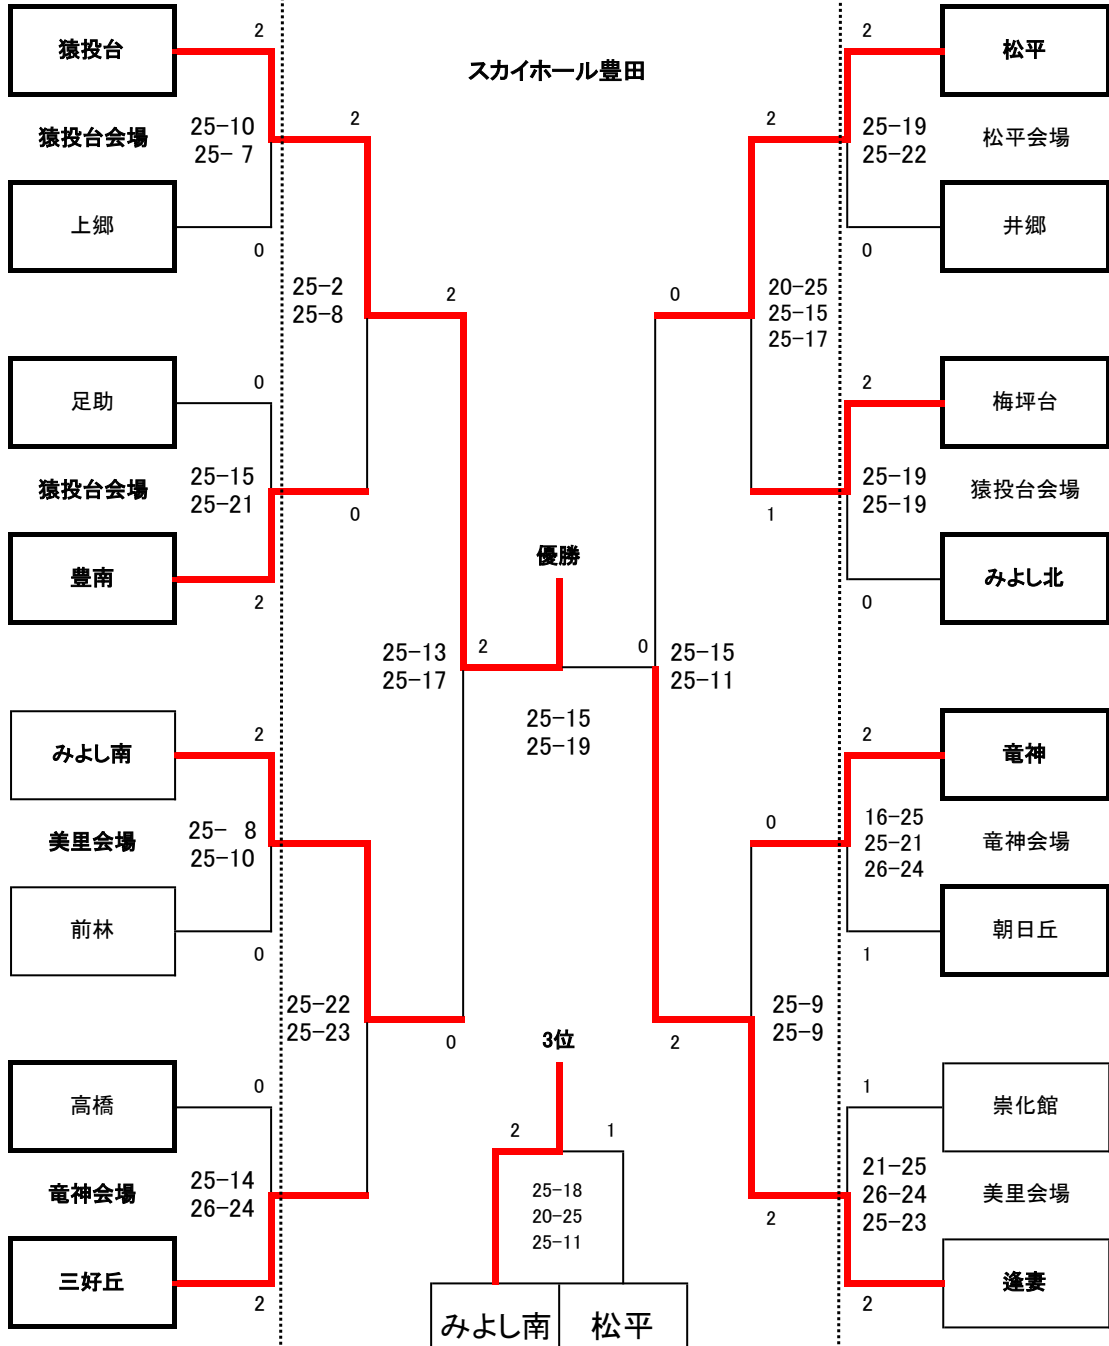 スカイホール豊田
猿投台
2
猿投台会場
25-10
25- 7
上郷
0
2
25-2
25-8
足助
0
猿投台会場
25-15
25-21
豊南
2
0
2
25-13
25-17
みよし南
2
美里会場
25- 8
25-10
前林
0
25-22
25-23
高橋
0
竜神会場
25-14
26-24
三好丘
2
0
優勝
2
0
25-15
25-19
3位
2
1
25-18
20-25
25-11
みよし南
松平
2
松平
25-19
25-22
松平会場
井郷
0
2
20-25
25-15
25-17
2
梅坪台
25-19
25-19
猿投台会場
みよし北
0
1
0
25-15
25-11
2
竜神
16-25
25-21
26-24
竜神会場
朝日丘
1
0
25-9
25-9
1
崇化館
21-25
26-24
25-23
美里会場
逢妻
2
2
2